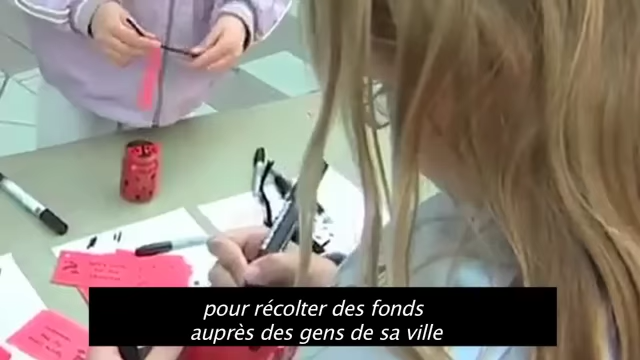 pour récolter des fonds
auprès des gens de sa ville